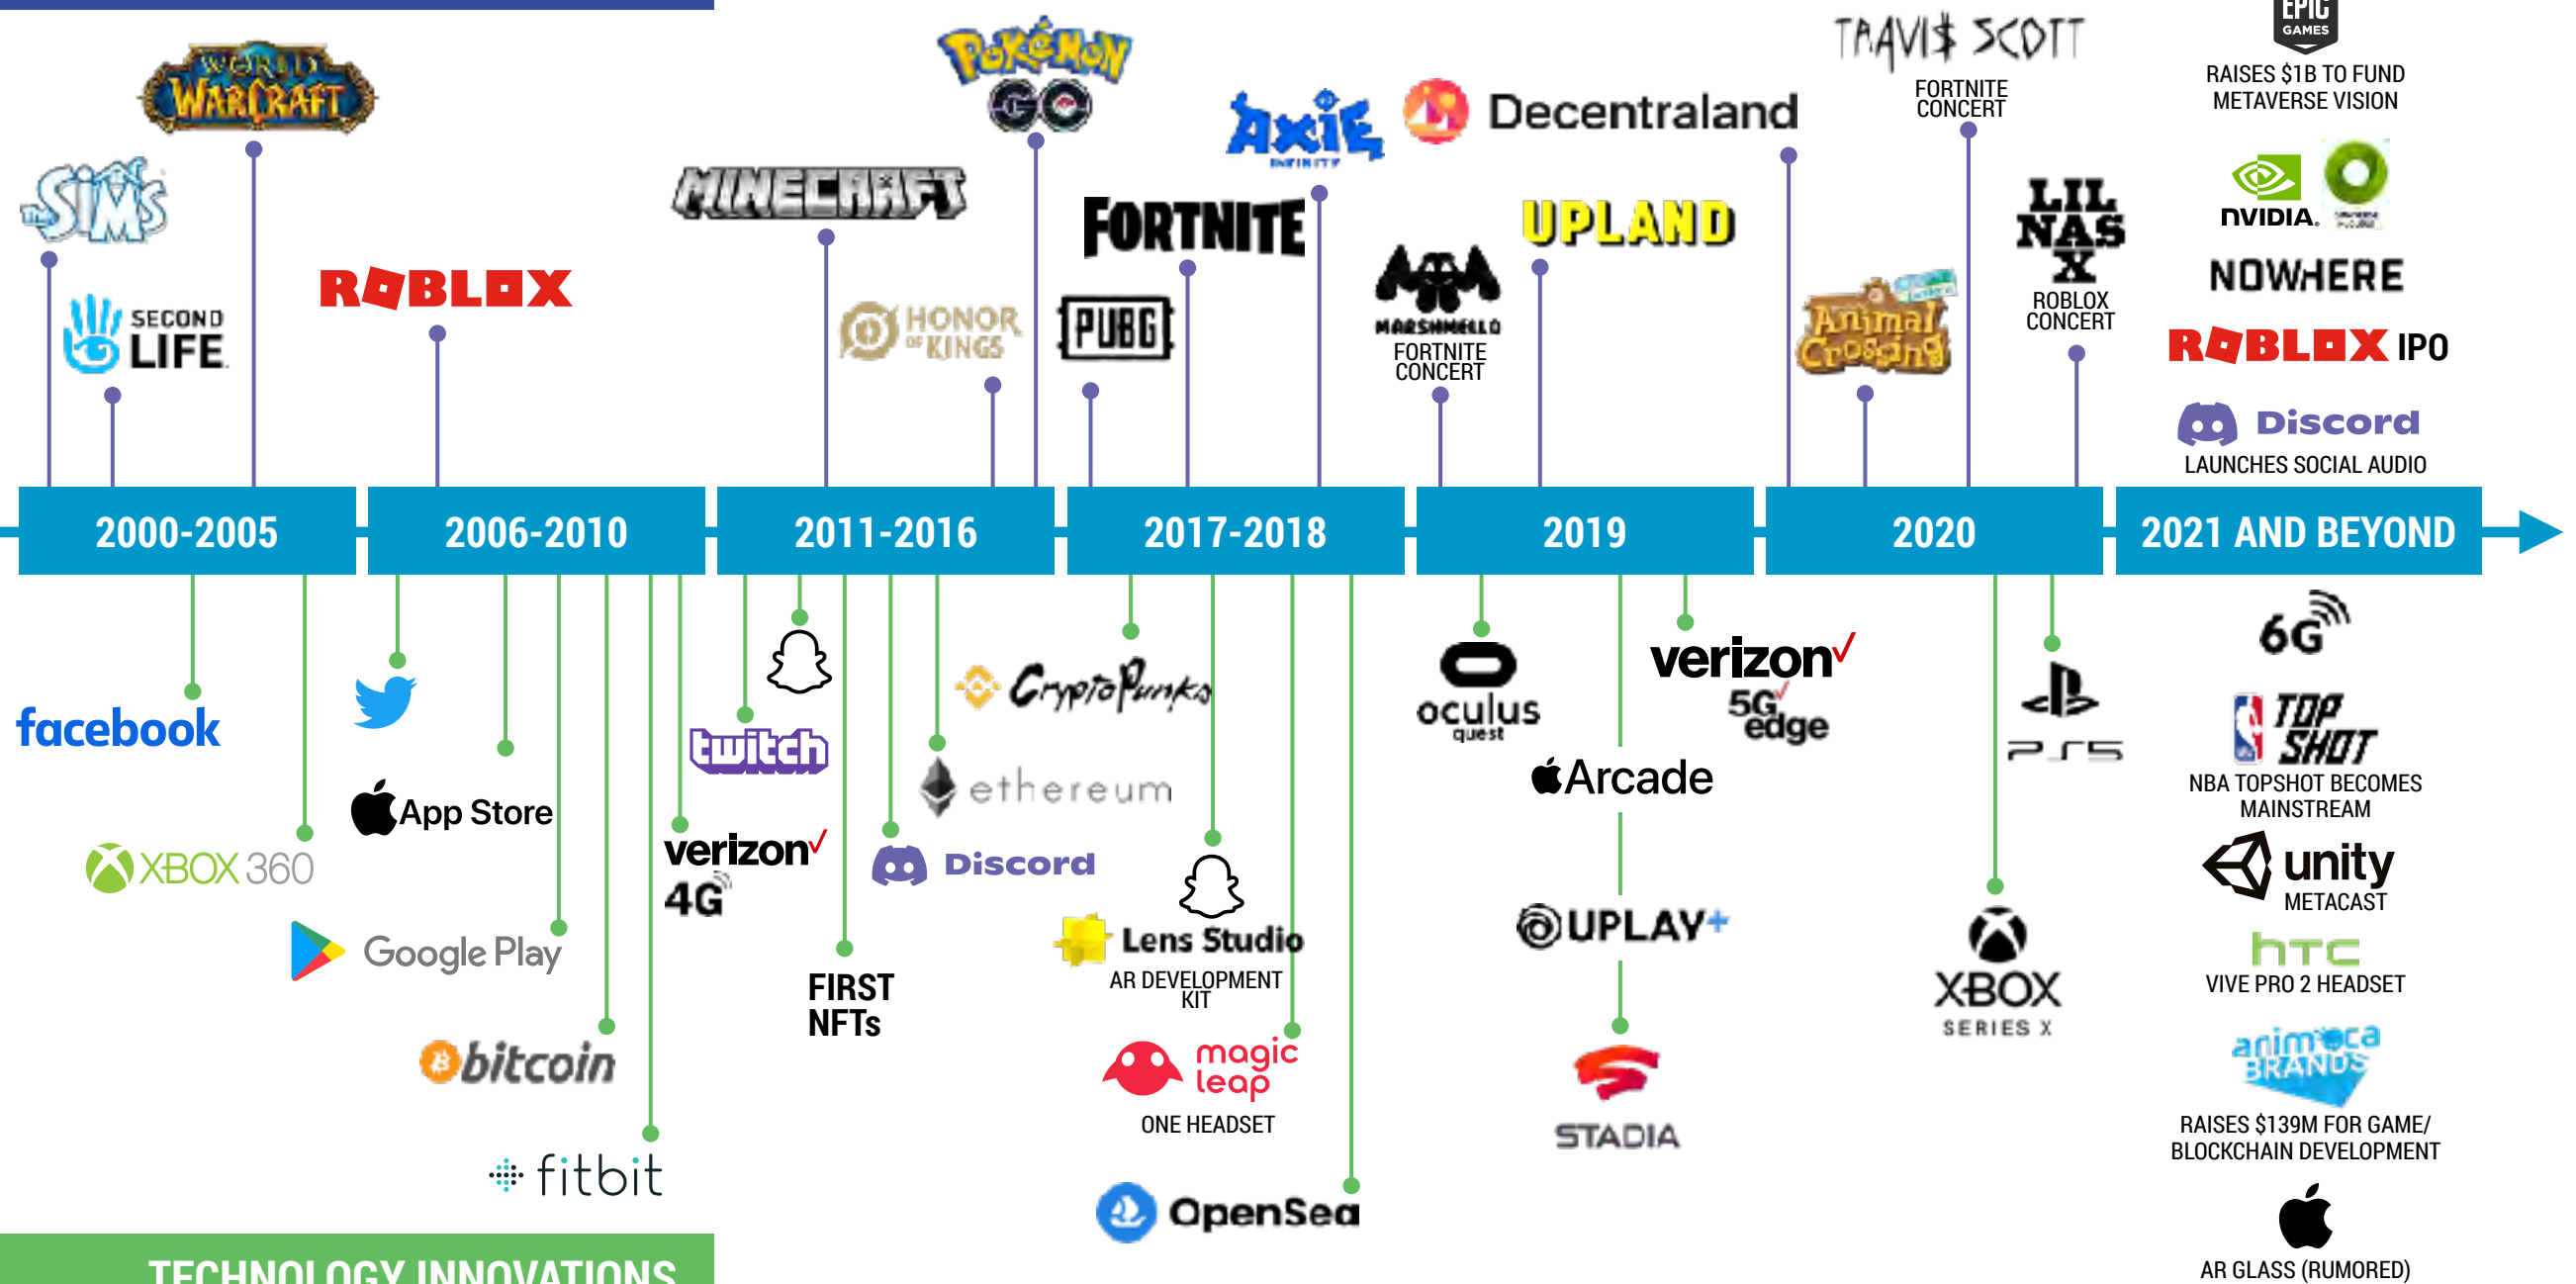 WORLD
WARCRAFT
THE SIMS
SECOND
LIFE
ROBLOX
MINECRAFT
HONOR
OF KINGS
POKÉMON
GO
PUBG
FORTNITE
AXIE
INFINITY
Decentraland
MARSHMELLO
FORTNITE
CONCERT
UPLAND
TRAVI$ SCOTT
FORTNITE
CONCERT
Animal
Crossing
LIL
NAS
X
ROBLOX
CONCERT
EPIC
GAMES
RAISES $1B TO FUND
METAVERSE VISION
NVIDIA.
NOWHERE
ROBLOX IPO
Discord
LAUNCHES SOCIAL AUDIO
2000-2005
2006-2010
2011-2016
2017-2018
2019
2020
2021 AND BEYOND
facebook
XBOX 360
App Store
Google Play
bitcoin
fitbit
verizon
4G
twitch
FIRST
NFTs
Discord
ethereum
CryptoPunks
Lens Studio
AR DEVELOPMENT
KIT
magic
leap
ONE HEADSET
OpenSea
oculus
quest
Arcade
UPLAY+
STADIA
verizon
5G
edge
XBOX
SERIES X
PS5
6G
TOP
SHOT
NBA TOPSHOT BECOMES
MAINSTREAM
unity
METACAST
hTC
VIVE PRO 2 HEADSET
animoca
BRANDS
RAISES $139M FOR GAME/
BLOCKCHAIN DEVELOPMENT
AR GLASS (RUMORED)
TECHNOLOGY INNOVATIONS